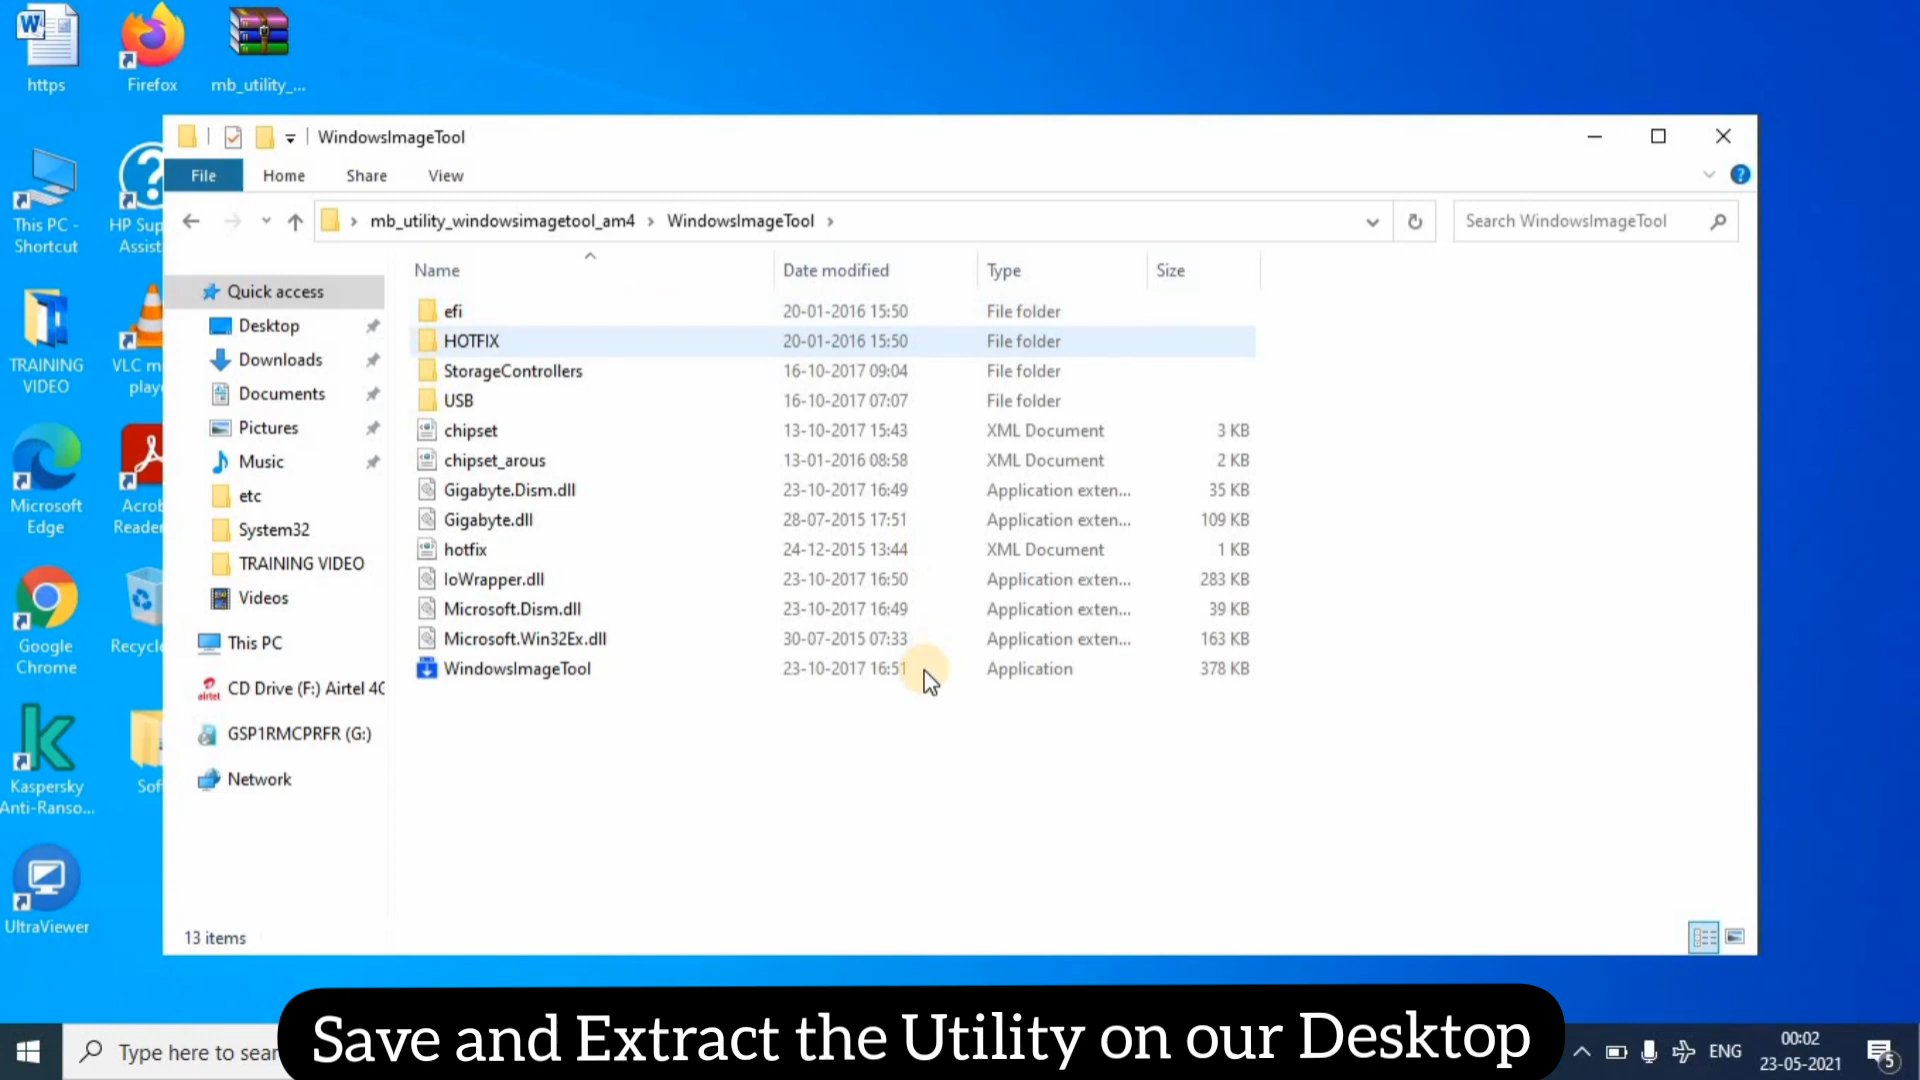 https
Firefox
mb_utility_...
WindowsImageTool
File
Home
Share
View
mb_utility_windowsimagetool_am4 > WindowsImageTool >
Search WindowsImageTool
This PC -
Shortcut
HP Sup
Assist
TRAINING
VIDEO
VLC m
playe
Microsoft
Edge
Acrob
Reader
Google
Chrome
Recycle
Kaspersky
Anti-Ranso...
Sof
UltraViewer
Quick access
Desktop
Downloads
Documents
Pictures
Music
etc
System32
TRAINING VIDEO
Videos
This PC
airtel CD Drive (F:) Airtel 4G
GSP1RMCPRFR (G:)
Network
Name Date modified Type Size
efi 20-01-2016 15:50 File folder
HOTFIX 20-01-2016 15:50 File folder
StorageControllers 16-10-2017 09:04 File folder
USB 16-10-2017 07:07 File folder
chipset 13-10-2017 15:43 XML Document 3 KB
chipset_arous 13-01-2016 08:58 XML Document 2 KB
Gigabyte.Dism.dll 23-10-2017 16:49 Application exten... 35 KB
Gigabyte.dll 28-07-2015 17:51 Application exten... 109 KB
hotfix 24-12-2015 13:44 XML Document 1 KB
IoWrapper.dll 23-10-2017 16:50 Application exten... 283 KB
Microsoft.Dism.dll 23-10-2017 16:49 Application exten... 39 KB
Microsoft.Win32Ex.dll 30-07-2015 07:33 Application exten... 163 KB
WindowsImageTool 23-10-2017 16:51 Application 378 KB
13 items
Save and Extract the Utility on our Desktop
Type here to sear
ENG
00:02
23-05-2021
5